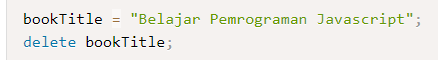 bookTitle = "Belajar Pemrograman Javascript";
delete bookTitle;